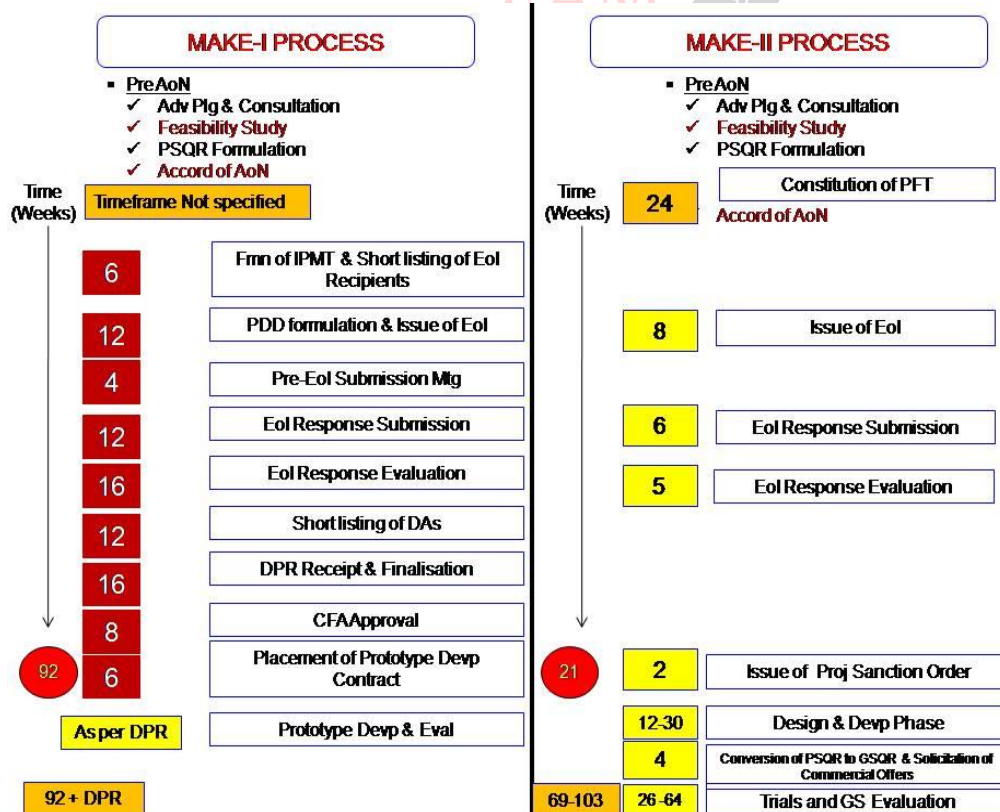 MAKE-I PROCESS
▪ Pre AoN
✓ Adv Plg & Consultation
✓ Feasibility Study
✓ PSQR Formulation
✓ Accord of AoN
Time
(Weeks)
Timeframe Not specified
6
Fmn of IPMT & Short listing of EoI
Recipients
12
PDD formulation & Issue of EoI
4
Pre-EoI Submission Mtg
12
EoI Response Submission
16
EoI Response Evaluation
12
Short listing of DAs
16
DPR Receipt & Finalisation
8
CFA Approval
92
6
Placement of Prototype Devp
Contract
As per DPR
Prototype Devp & Eval
92 + DPR
MAKE-II PROCESS
▪ Pre AoN
✓ Adv Plg & Consultation
✓ Feasibility Study
✓ PSQR Formulation
Time
(Weeks)
24
Constitution of PFT
Accord of AoN
8
Issue of EoI
6
EoI Response Submission
5
EoI Response Evaluation
21
2
Issue of Proj Sanction Order
12-30
Design & Devp Phase
4
Conversion of PSQR to GSQR & Solicitation of
Commercial Offers
69-103
26-64
Trials and GS Evaluation